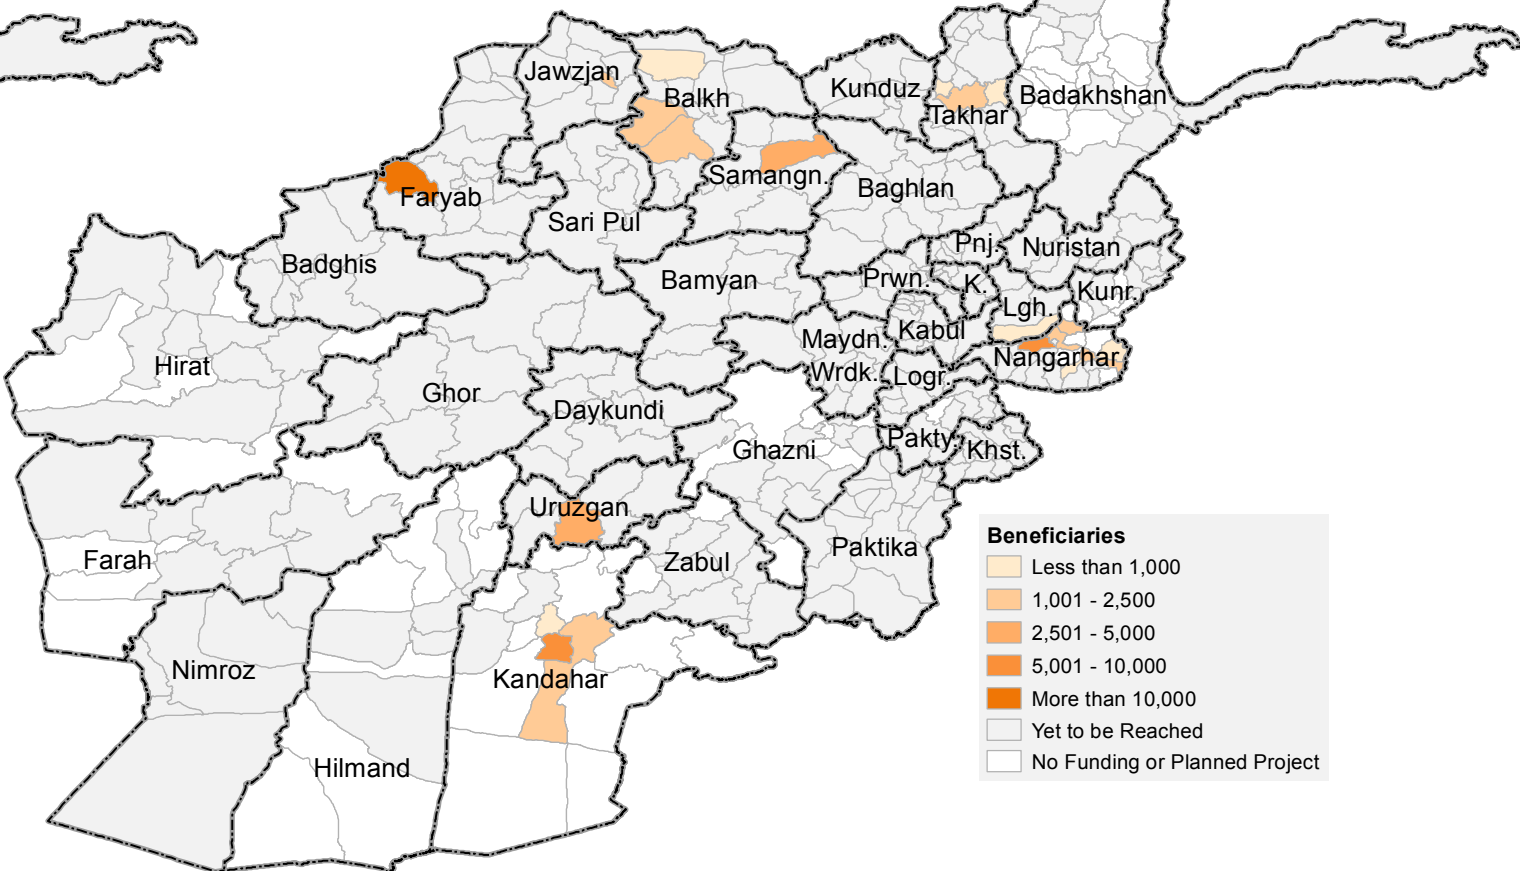 Jawzjan
Balkh
Kunduz
Takhar
Badakhshan
Faryab
Samangn.
Baghlan
Sari Pul
Badghis
Bamyan
Pnj.
Nuristan
Prwn.
K.
Kunr.
Lgh.
Hirat
Maydn.
Wrdk.
Kabul
Nangarhar
Logr.
Ghor
Daykundi
Ghazni
Pakty.
Khst.
Uruzgan
Farah
Zabul
Paktika
Nimroz
Kandahar
Hilmand
Beneficiaries
Less than 1,000
1,001 - 2,500
2,501 - 5,000
5,001 - 10,000
More than 10,000
Yet to be Reached
No Funding or Planned Project